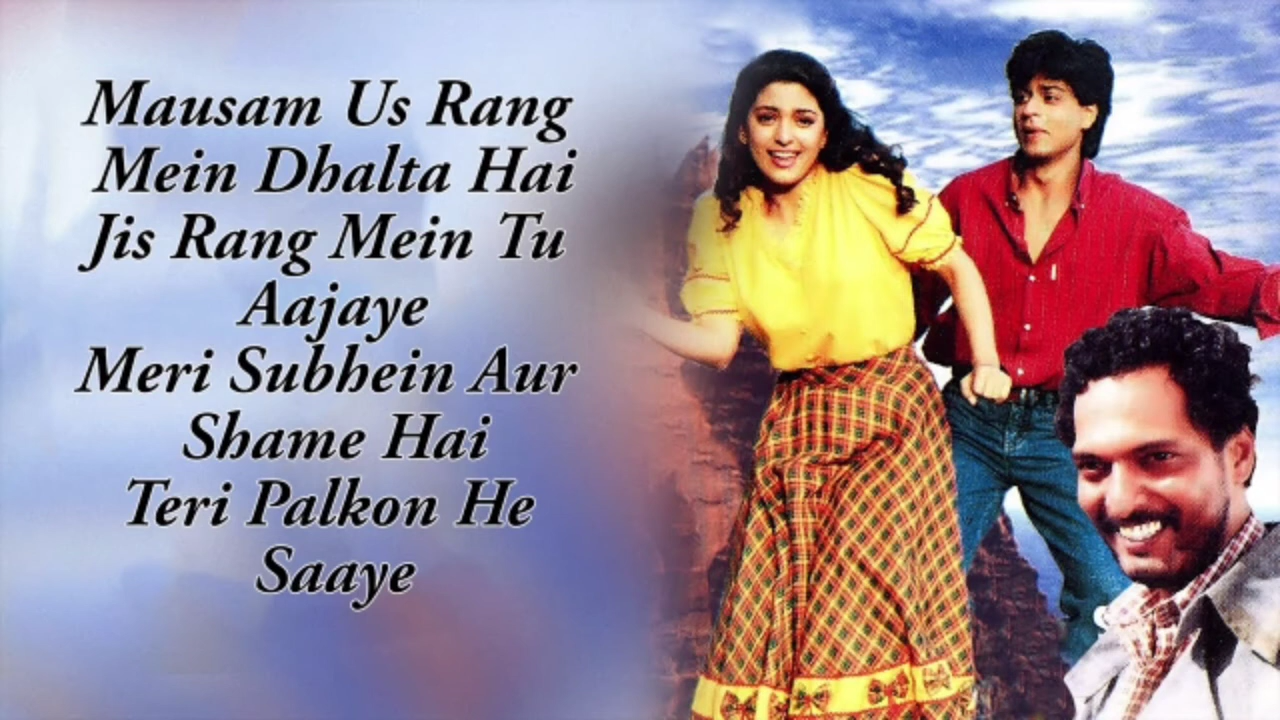 Mausam Us Rang
Mein Dhalta Hai
Jis Rang Mein Tu
Aajaye
Meri Subhein Aur
Shame Hai
Teri Palkon He
Saaye